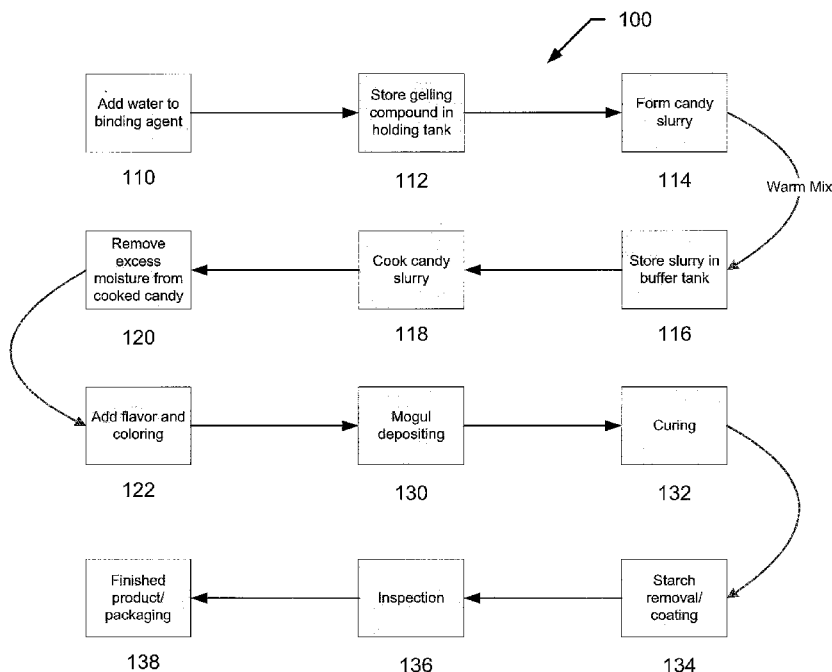 100
Add water to
binding agent
110
Store gelling
compound in
holding tank
112
Form candy
slurry
114
Warm Mix
Store slurry in
buffer tank
116
Cook candy
slurry
118
Remove
excess
moisture from
cooked candy
120
Add flavor and
coloring
122
Mogul
depositing
130
Curing
132
Starch
removal/
coating
134
Inspection
136
Finished
product/
packaging
138